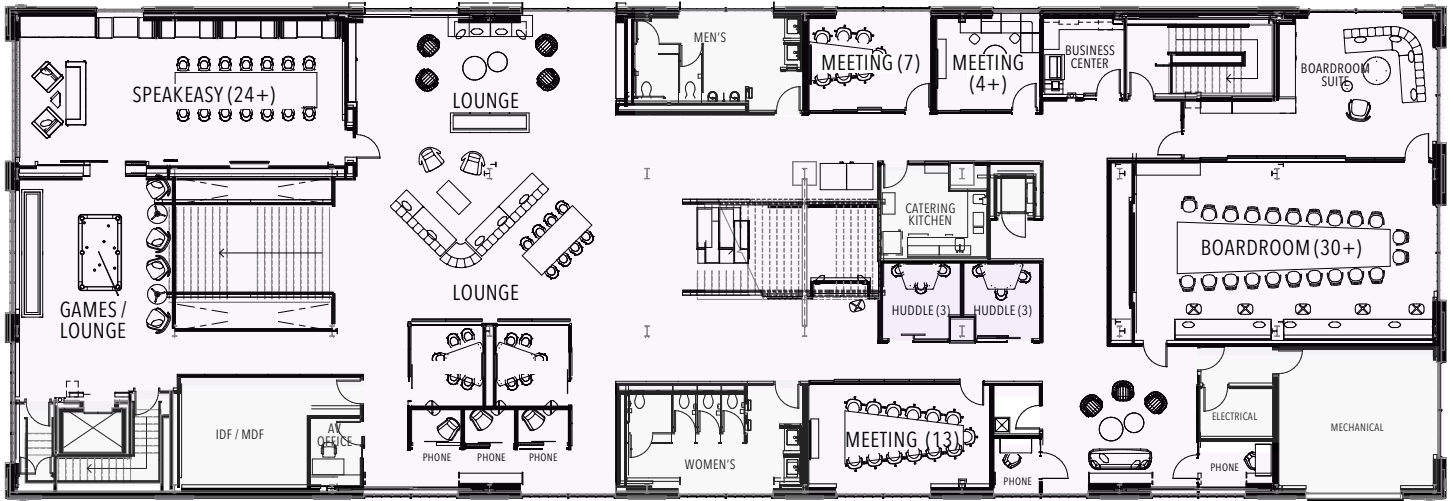 MEN'S
MEETING (7)
MEETING
(4+)
BUSINESS
CENTER
BOARDROOM
SUITE
SPEAKEASY (24+)
LOUNGE
CATERING
KITCHEN
BOARDROOM (30+)
GAMES /
LOUNGE
LOUNGE
HUDDLE (3)
HUDDLE (3)
IDF / MDF
AV
OFFICE
PHONE
PHONE
PHONE
WOMEN'S
MEETING (13)
PHONE
PHONE
ELECTRICAL
MECHANICAL